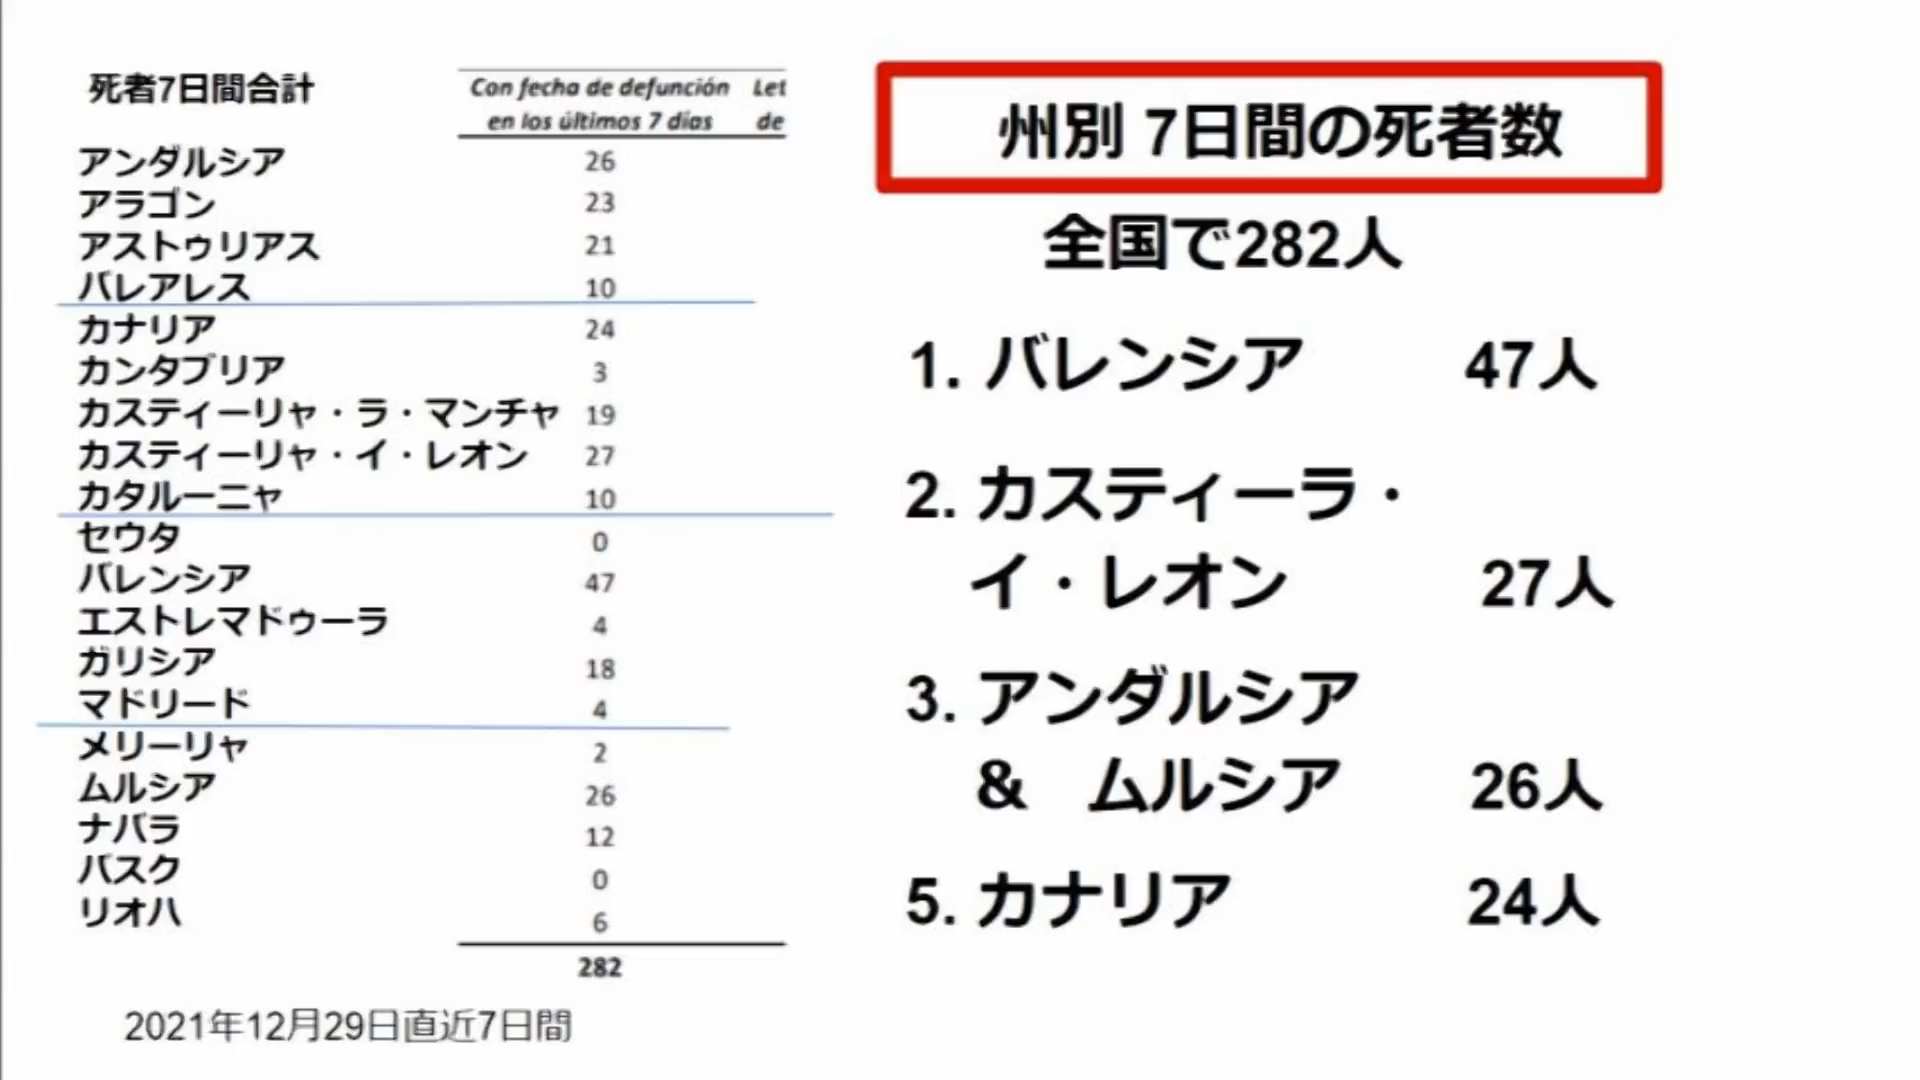 死者7日間合計
Con fecha de defunción Let
en los últimos 7 días de
アンダルシア 26
アラゴン 23
アストゥリアス 21
バレアレス 10
カナリア 24
カンタブリア 3
カスティーリャ・ラ・マンチャ 19
カスティーリャ・イ・レオン 27
カタルーニャ 10
セウタ 0
バレンシア 47
エストレマドゥーラ 4
ガリシア 18
マドリード 4
メリーリャ 2
ムルシア 26
ナバラ 12
バスク 0
リオハ 6
282
2021年12月29日直近7日間
州別 7日間の死者数
全国で282人
1. バレンシア 47人
2. カスティーラ・
イ・レオン 27人
3. アンダルシア
& ムルシア 26人
5. カナリア 24人